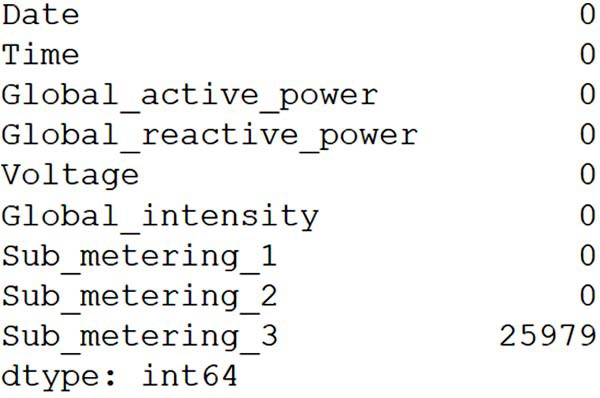 Date 0
Time 0
Global_active_power 0
Global_reactive_power 0
Voltage 0
Global_intensity 0
Sub_metering_1 0
Sub_metering_2 0
Sub_metering_3 25979
dtype: int64